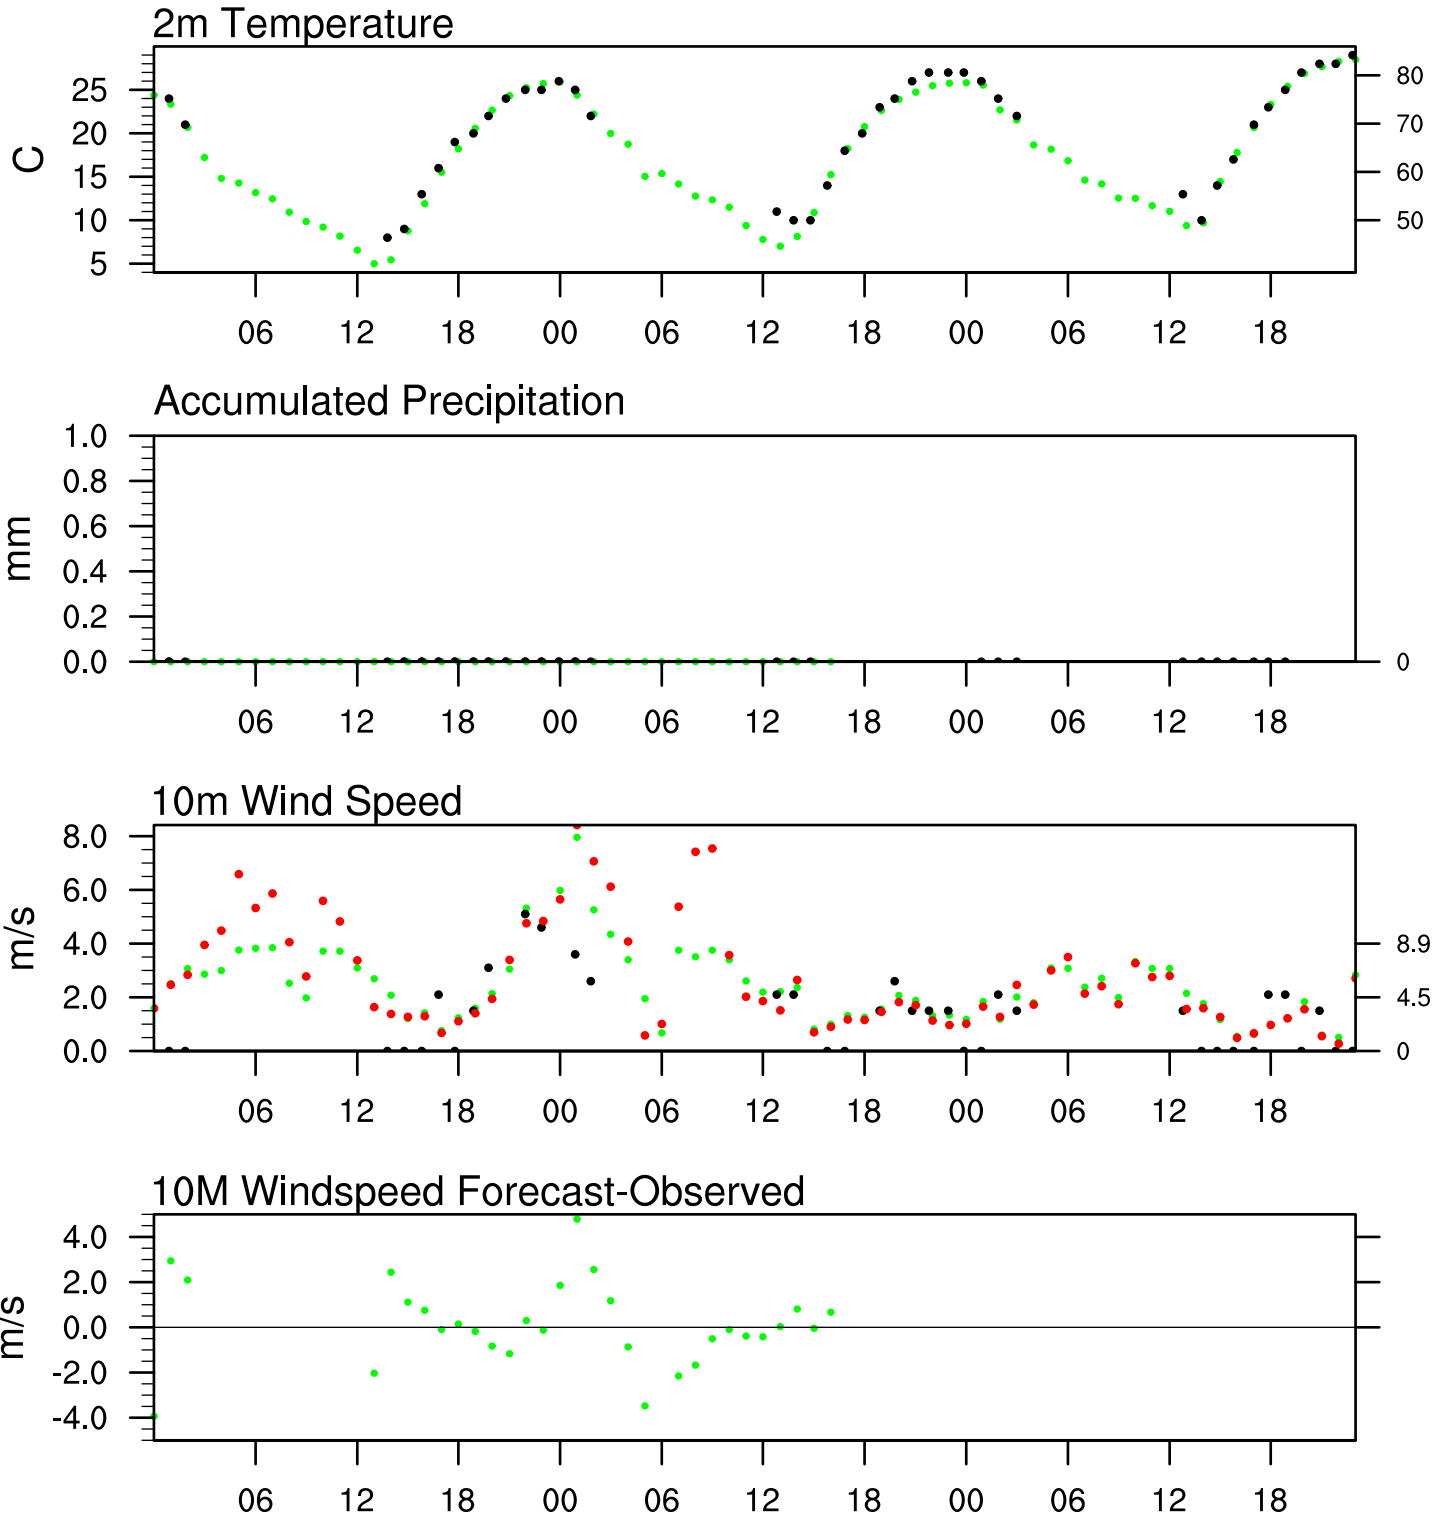 2m Temperature
25 80
20 70
15 60
10 50
5
C
06 12 18 00 06 12 18 00 06 12 18
Accumulated Precipitation
1.0
0.8
0.6
0.4
0.2
0.0 0
mm
06 12 18 00 06 12 18 00 06 12 18
10m Wind Speed
8.0
6.0
4.0 8.9
2.0 4.5
0.0 0
m/s
06 12 18 00 06 12 18 00 06 12 18
10M Windspeed Forecast-Observed
4.0
2.0
0.0
-2.0
-4.0
m/s
06 12 18 00 06 12 18 00 06 12 18